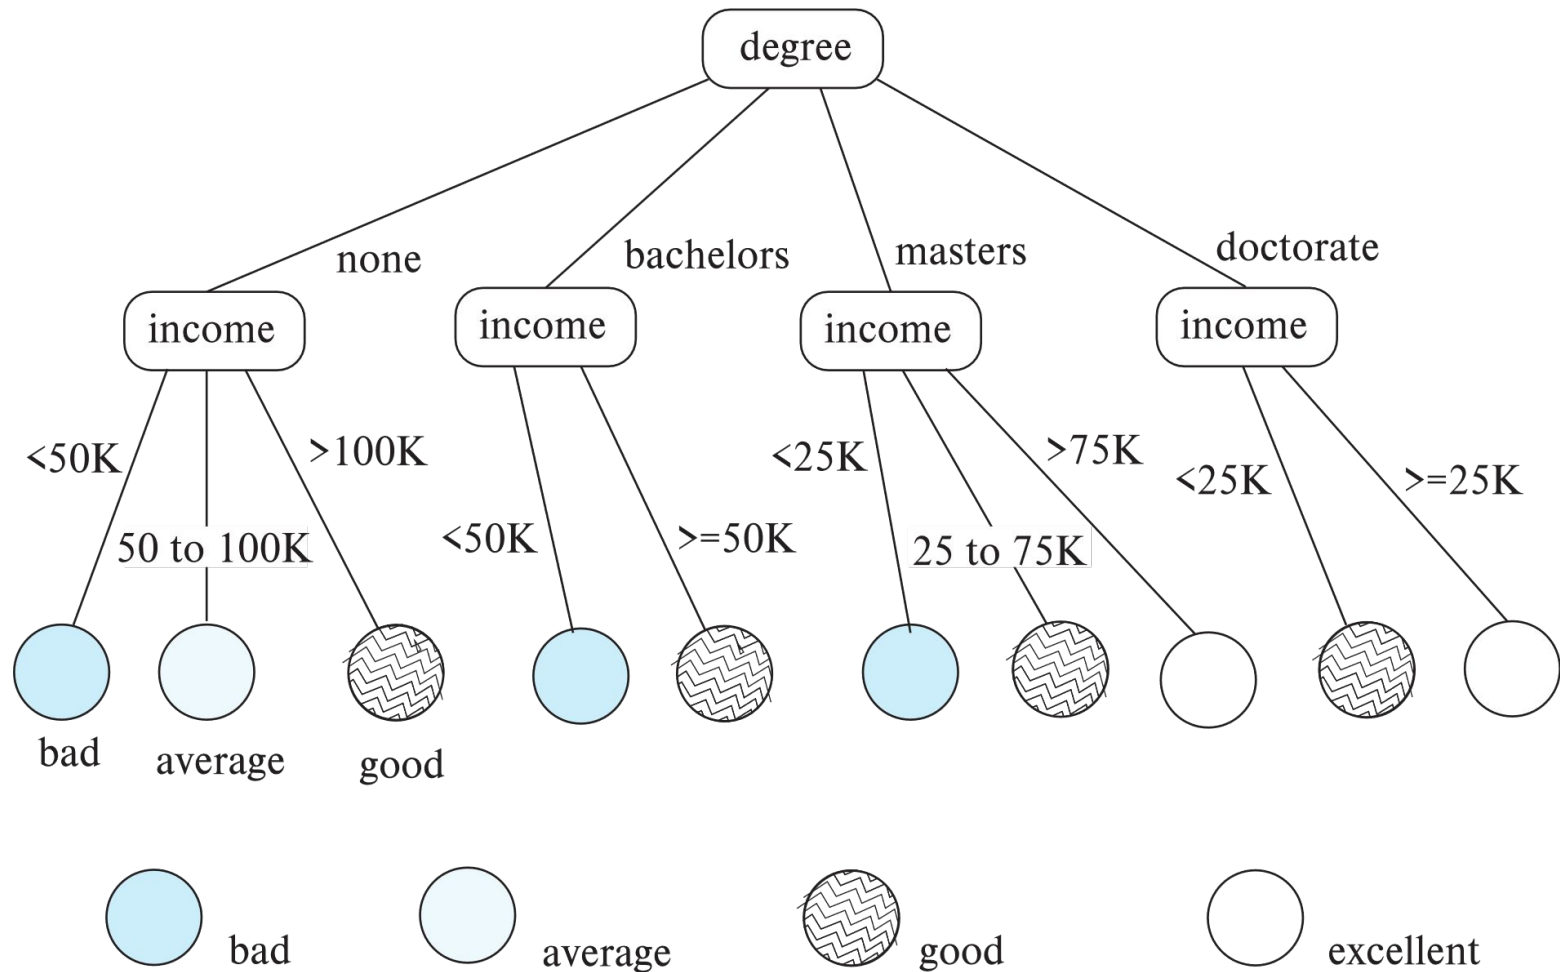 degree
none
bachelors
masters
doctorate
income
income
income
income
<50K
50 to 100K
>100K
<50K
>=50K
<25K
25 to 75K
>75K
<25K
>=25K
bad
average
good
bad
average
good
excellent